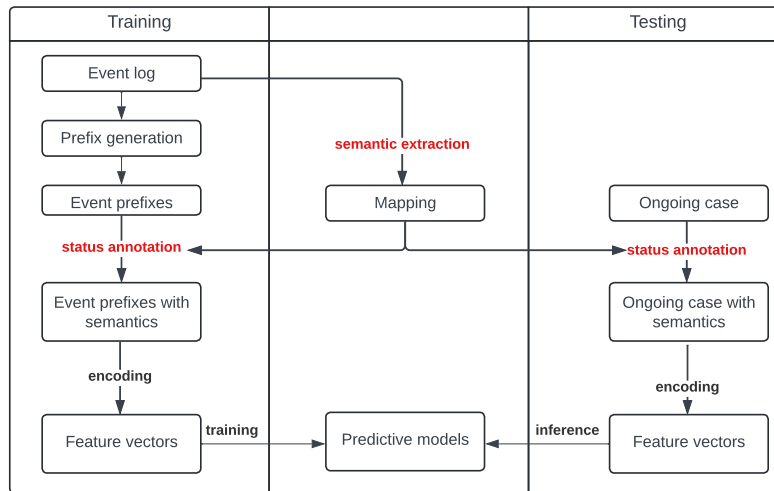 Training
Testing
Event log
Prefix generation
semantic extraction
Event prefixes
Mapping
Ongoing case
status annotation
status annotation
Event prefixes with
semantics
Ongoing case with
semantics
encoding
encoding
Feature vectors
training
Predictive models
inference
Feature vectors